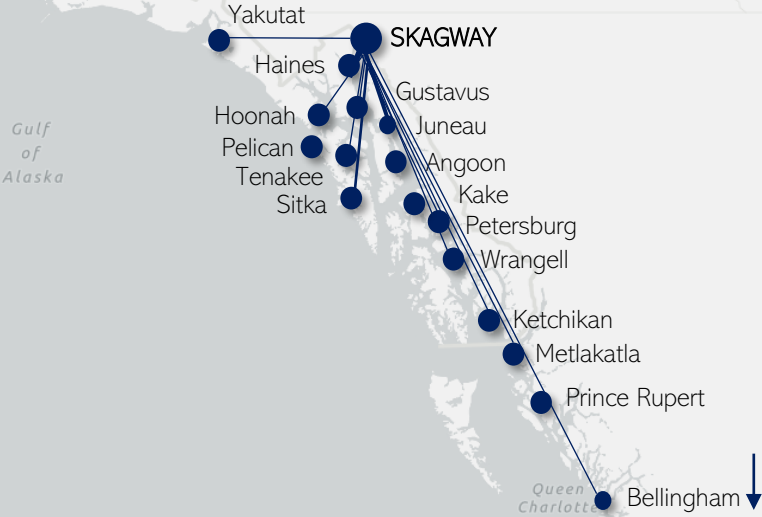 Yakutat
SKAGWAY
Haines
Gustavus
Hoonah
Juneau
Gulf
of
Alaska
Pelican
Angoon
Tenakee
Kake
Sitka
Petersburg
Wrangell
Ketchikan
Metlakatla
Prince Rupert
Queen
Charlotte
Bellingham